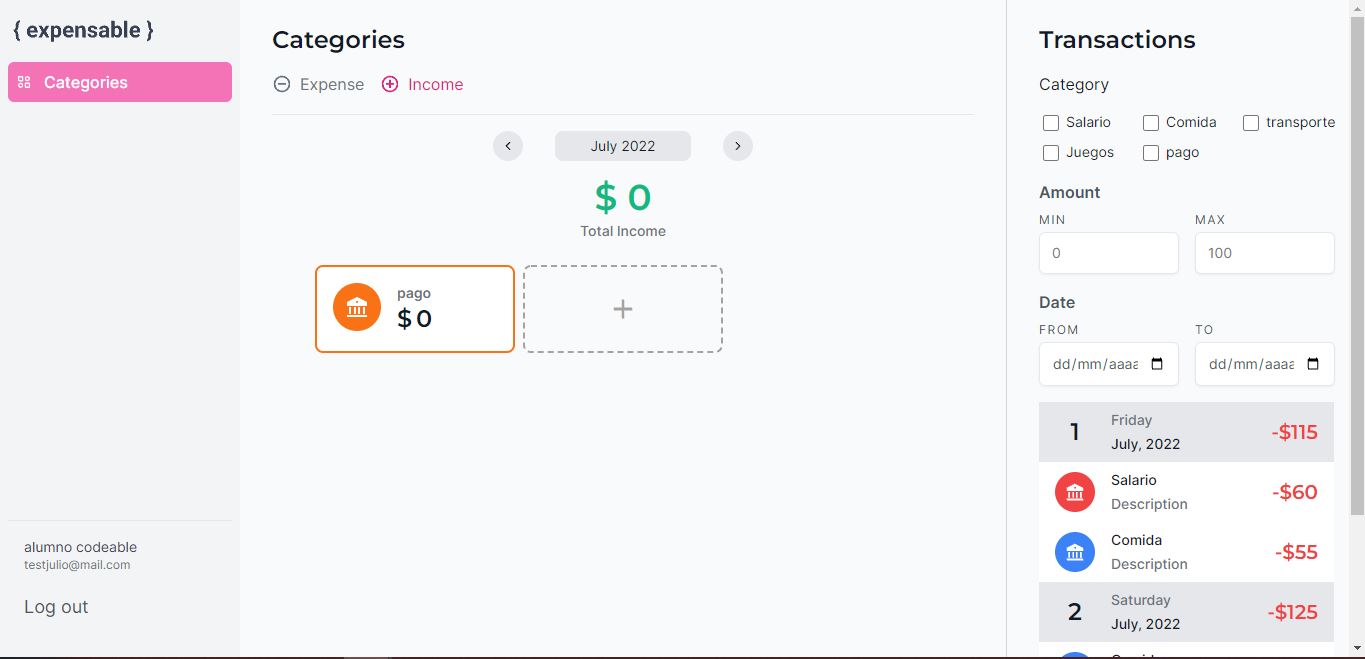 { expensable }
Categories
alumno codeable
testjulio@mail.com
Log out
Categories
Expense Income
July 2022
$ 0
Total Income
pago
$ 0
Transactions
Category
Salario Comida transporte
Juegos pago
Amount
MIN MAX
0 100
Date
FROM TO
dd/mm/aaaa dd/mm/aaaa
1 Friday
July, 2022 -$115
Salario
Description -$60
Comida
Description -$55
2 Saturday
July, 2022 -$125